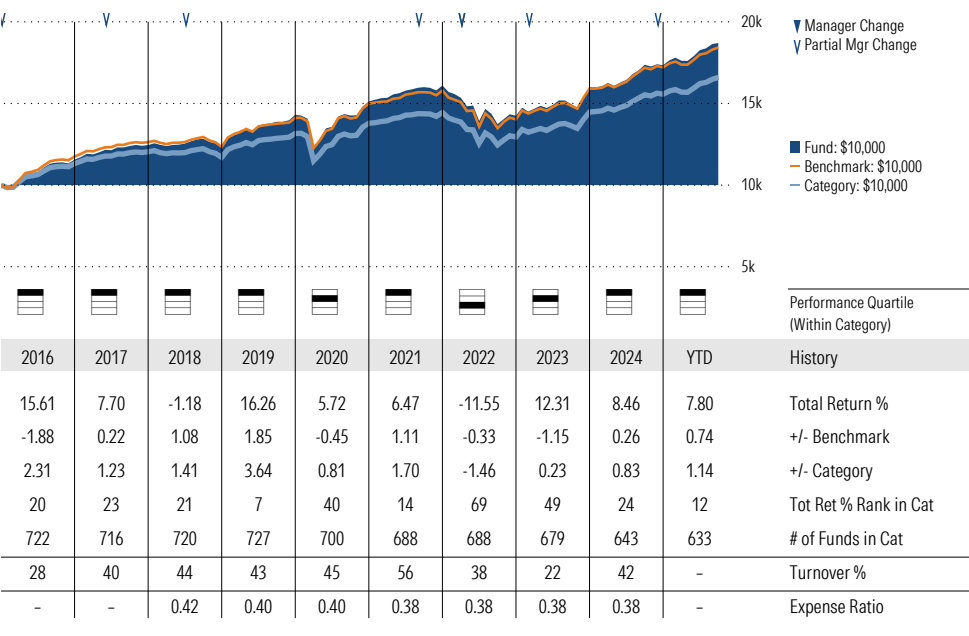 20k
▼ Manager Change
∨ Partial Mgr Change
15k
Fund: $10,000
Benchmark: $10,000
Category: $10,000
10k
5k
Performance Quartile
(Within Category)
2016 2017 2018 2019 2020 2021 2022 2023 2024 YTD History
15.61 7.70 -1.18 16.26 5.72 6.47 -11.55 12.31 8.46 7.80 Total Return %
-1.88 0.22 1.08 1.85 -0.45 1.11 -0.33 -1.15 0.26 0.74 +/- Benchmark
2.31 1.23 1.41 3.64 0.81 1.70 -1.46 0.23 0.83 1.14 +/- Category
20 23 21 7 40 14 69 49 24 12 Tot Ret % Rank in Cat
722 716 720 727 700 688 688 679 643 633 # of Funds in Cat
28 40 44 43 45 56 38 22 42 – Turnover %
– – 0.42 0.40 0.40 0.38 0.38 0.38 0.38 – Expense Ratio